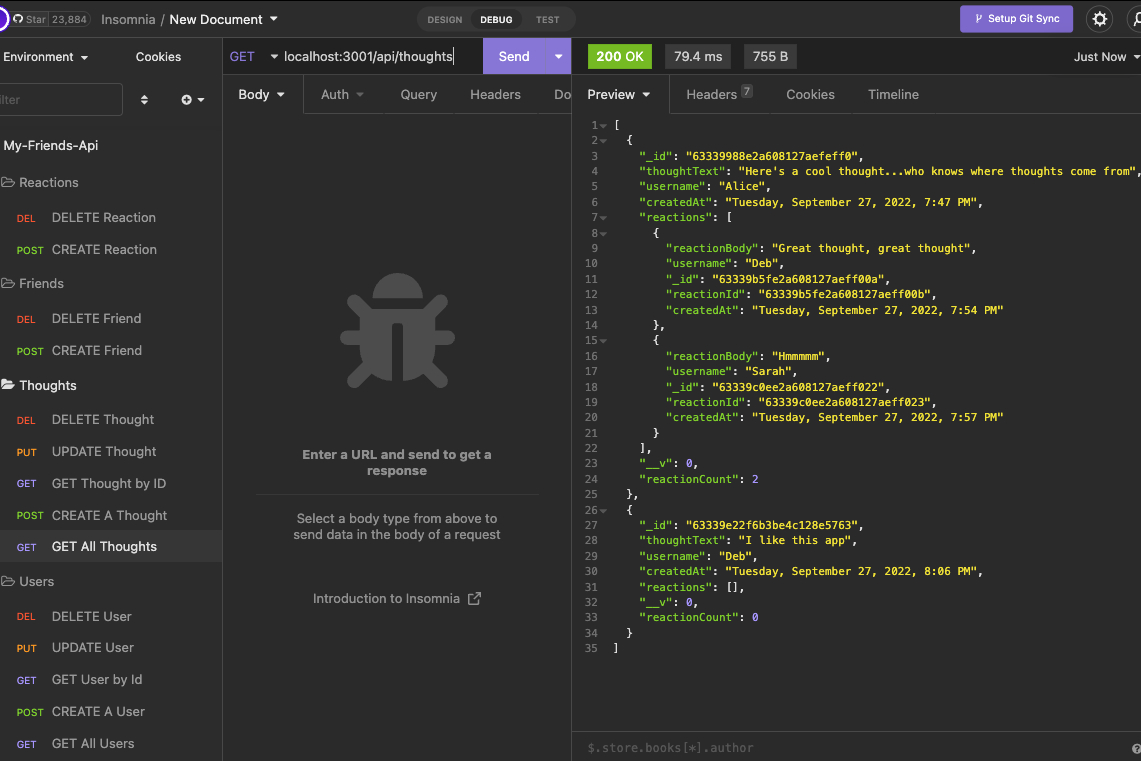 Star 23,884 Insomnia / New Document DESIGN DEBUG TEST Setup Git Sync
Environment Cookies
ilter
My-Friends-Api
Reactions
DEL DELETE Reaction
POST CREATE Reaction
Friends
DEL DELETE Friend
POST CREATE Friend
Thoughts
DEL DELETE Thought
PUT UPDATE Thought
GET GET Thought by ID
POST CREATE A Thought
GET GET All Thoughts
Users
DEL DELETE User
PUT UPDATE User
GET GET User by Id
POST CREATE A User
GET GET All Users
GET localhost:3001/api/thoughts Send
Body Auth Query Headers Do
Enter a URL and send to get a
response
Select a body type from above to
send data in the body of a request
Introduction to Insomnia
200 OK 79.4 ms 755 B Just Now
Preview Headers 7 Cookies Timeline
1 [
2 {
3 "_id": "63339988e2a608127aefeff0",
4 "thoughtText": "Here's a cool thought...who knows where thoughts come from",
5 "username": "Alice",
6 "createdAt": "Tuesday, September 27, 2022, 7:47 PM",
7 "reactions": [
8 {
9 "reactionBody": "Great thought, great thought",
10 "username": "Deb",
11 "_id": "63339b5fe2a608127aeff00a",
12 "reactionId": "63339b5fe2a608127aeff00b",
13 "createdAt": "Tuesday, September 27, 2022, 7:54 PM"
14 },
15 {
16 "reactionBody": "Hmmmmm",
17 "username": "Sarah",
18 "_id": "63339c0ee2a608127aeff022",
19 "reactionId": "63339c0ee2a608127aeff023",
20 "createdAt": "Tuesday, September 27, 2022, 7:57 PM"
21 }
22 ],
23 "__v": 0,
24 "reactionCount": 2
25 },
26 {
27 "_id": "63339e22f6b3be4c128e5763",
28 "thoughtText": "I like this app",
29 "username": "Deb",
30 "createdAt": "Tuesday, September 27, 2022, 8:06 PM",
31 "reactions": [],
32 "__v": 0,
33 "reactionCount": 0
34 }
35 ]
$.store.books[*].author